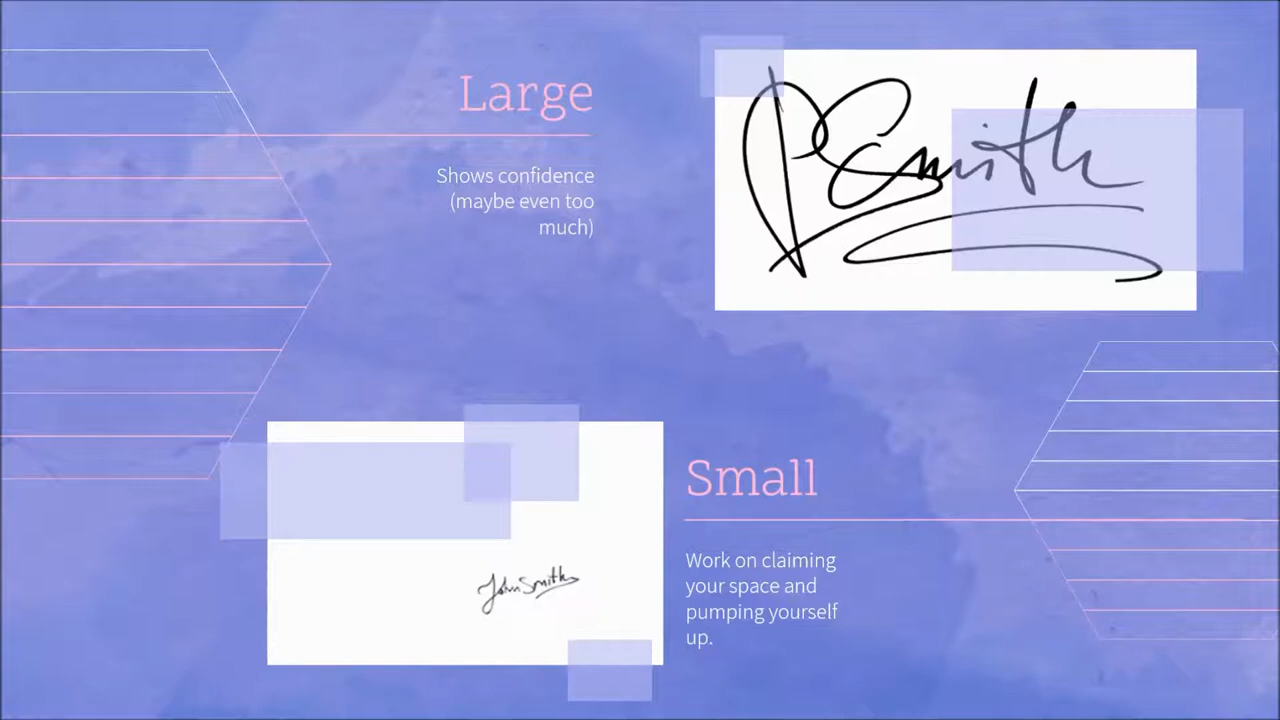 Large
Shows confidence
(maybe even too
much)
Smith
Small
Work on claiming
your space and
pumping yourself
up.
John Smith